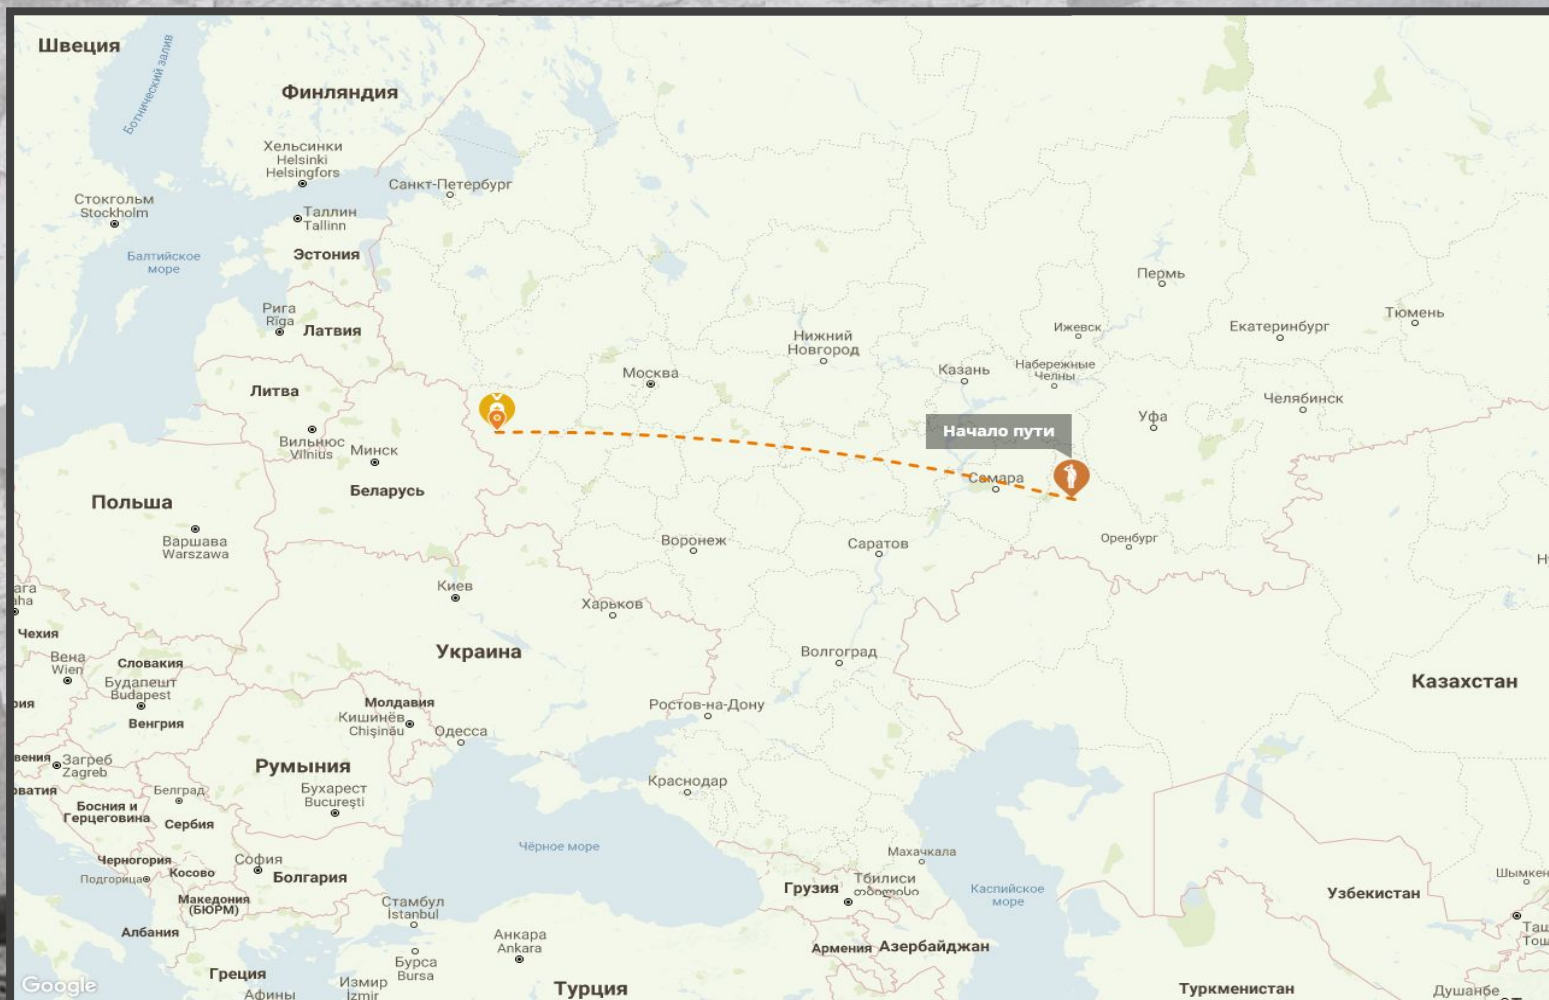 Швеция
Ботнический залив
Финляндия
Хельсинки
Helsinki
Helsingfors
Санкт-Петербург
Стокгольм
Stockholm
Таллин
Tallinn
Эстония
Балтийское
море
Пермь
Рига
Rīga
Латвия
Тюмень
Екатеринбург
Ижевск
Нижний
Новгород
Москва
Казань
Набережные
Челны
Литва
Челябинск
Уфа
Начало пути
Вильнюс
Vilnius
Минск
Беларусь
Самара
Польша
Варшава
Warszawa
Воронеж
Саратов
Оренбург
Киев
Харьков
Чехия
Украина
Вена
Wien
Словакия
Будапешт
Budapest
Венгрия
Волгоград
Казахстан
Молдавия
Кишинёв
Chișinău
Одесса
Ростов-на-Дону
Загреб
Zagreb
Румыния
Бухарест
București
Краснодар
Белград
Босния и
Герцеговина
Сербия
Чёрное море
Махачкала
Черногория
Подгорица
Косово
София
Болгария
Македония
(БЮРМ)
Грузия
Тбилиси
თბილისი
Каспийское
море
Узбекистан
Стамбул
İstanbul
Албания
Анкара
Ankara
Армения
Азербайджан
Бурса
Bursa
Греция
Измир
İzmir
Турция
Туркменистан
Душанбе
Афины
Google